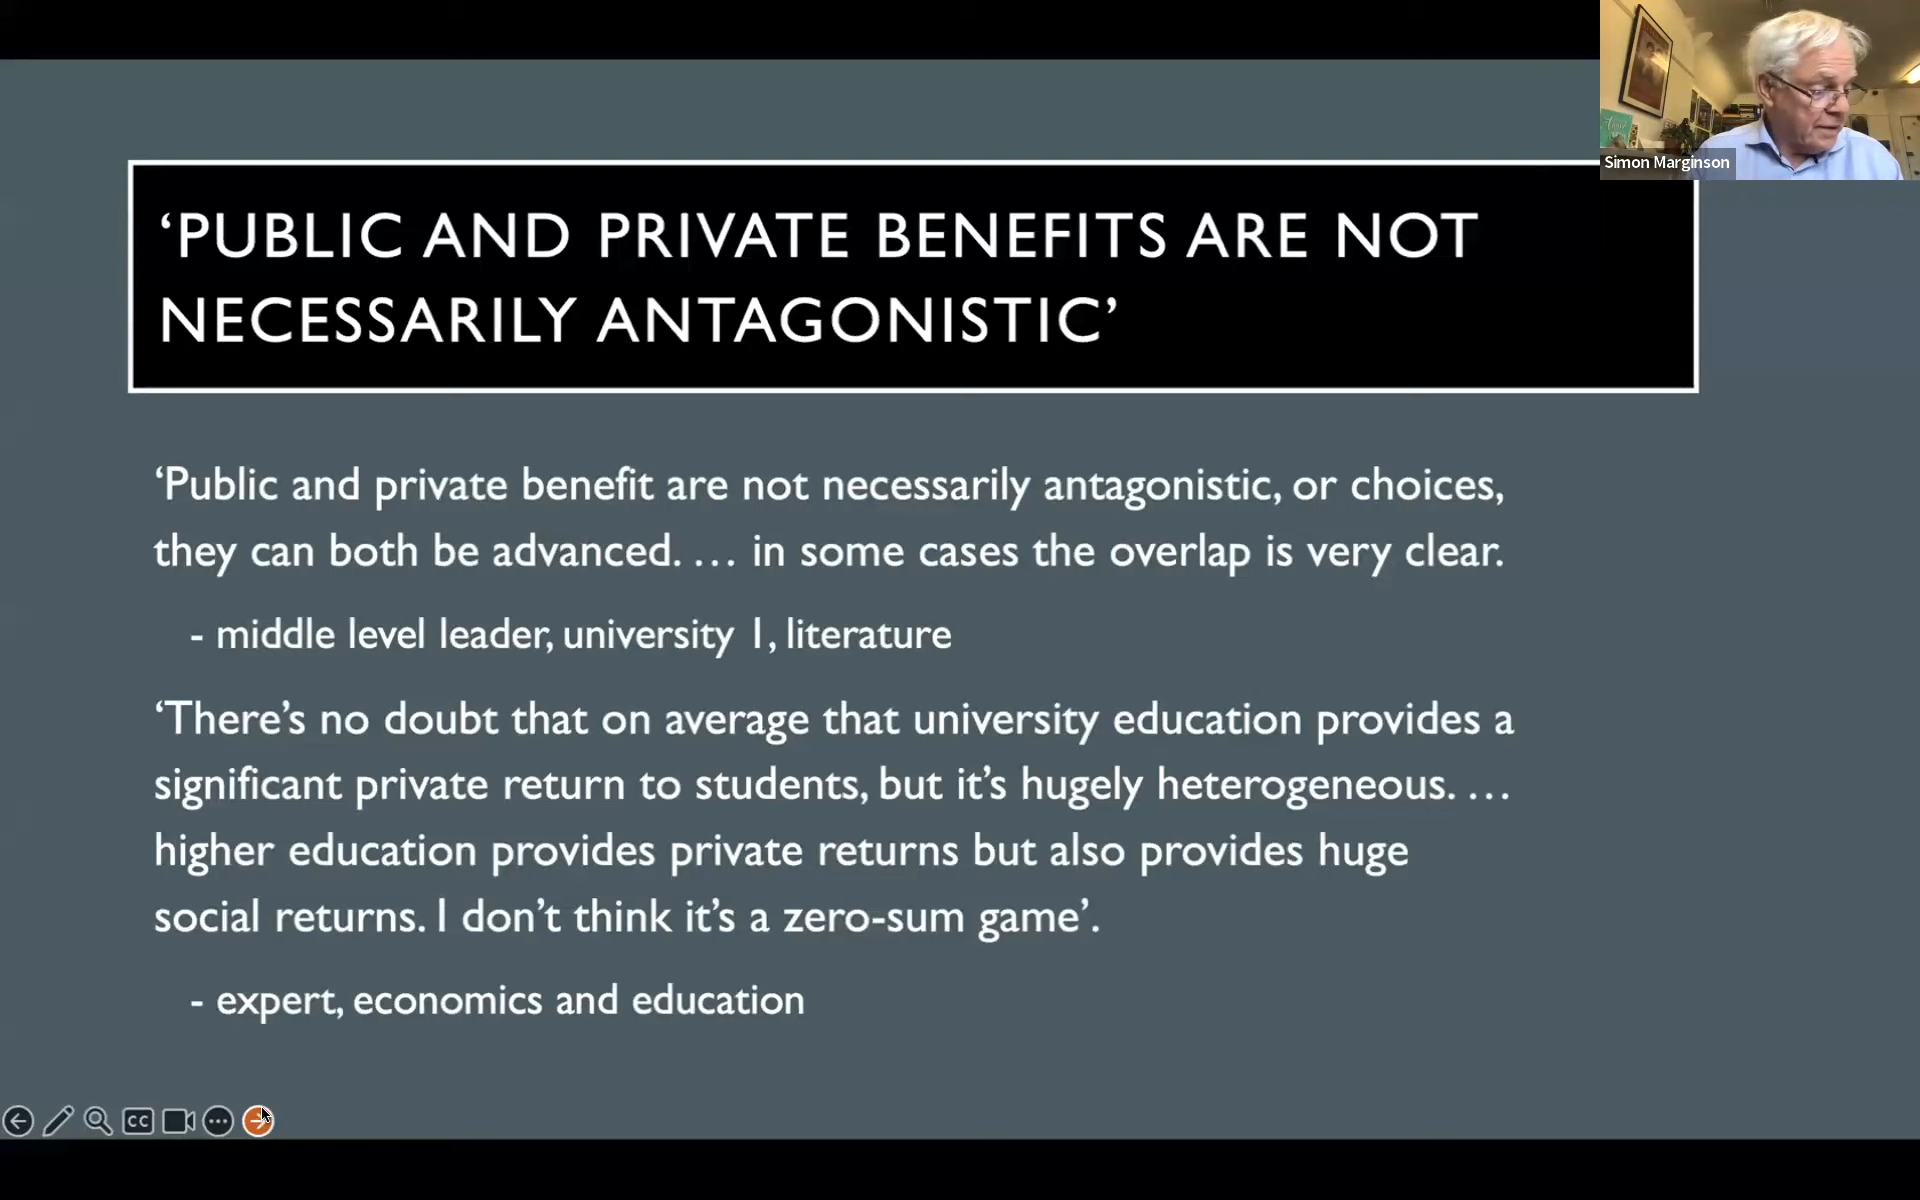 Simon Marginson
‘PUBLIC AND PRIVATE BENEFITS ARE NOT
NECESSARILY ANTAGONISTIC’
‘Public and private benefit are not necessarily antagonistic, or choices,
they can both be advanced. … in some cases the overlap is very clear.
- middle level leader, university 1, literature
‘There’s no doubt that on average that university education provides a
significant private return to students, but it’s hugely heterogeneous. …
higher education provides private returns but also provides huge
social returns. I don’t think it’s a zero-sum game’.
- expert, economics and education
CC